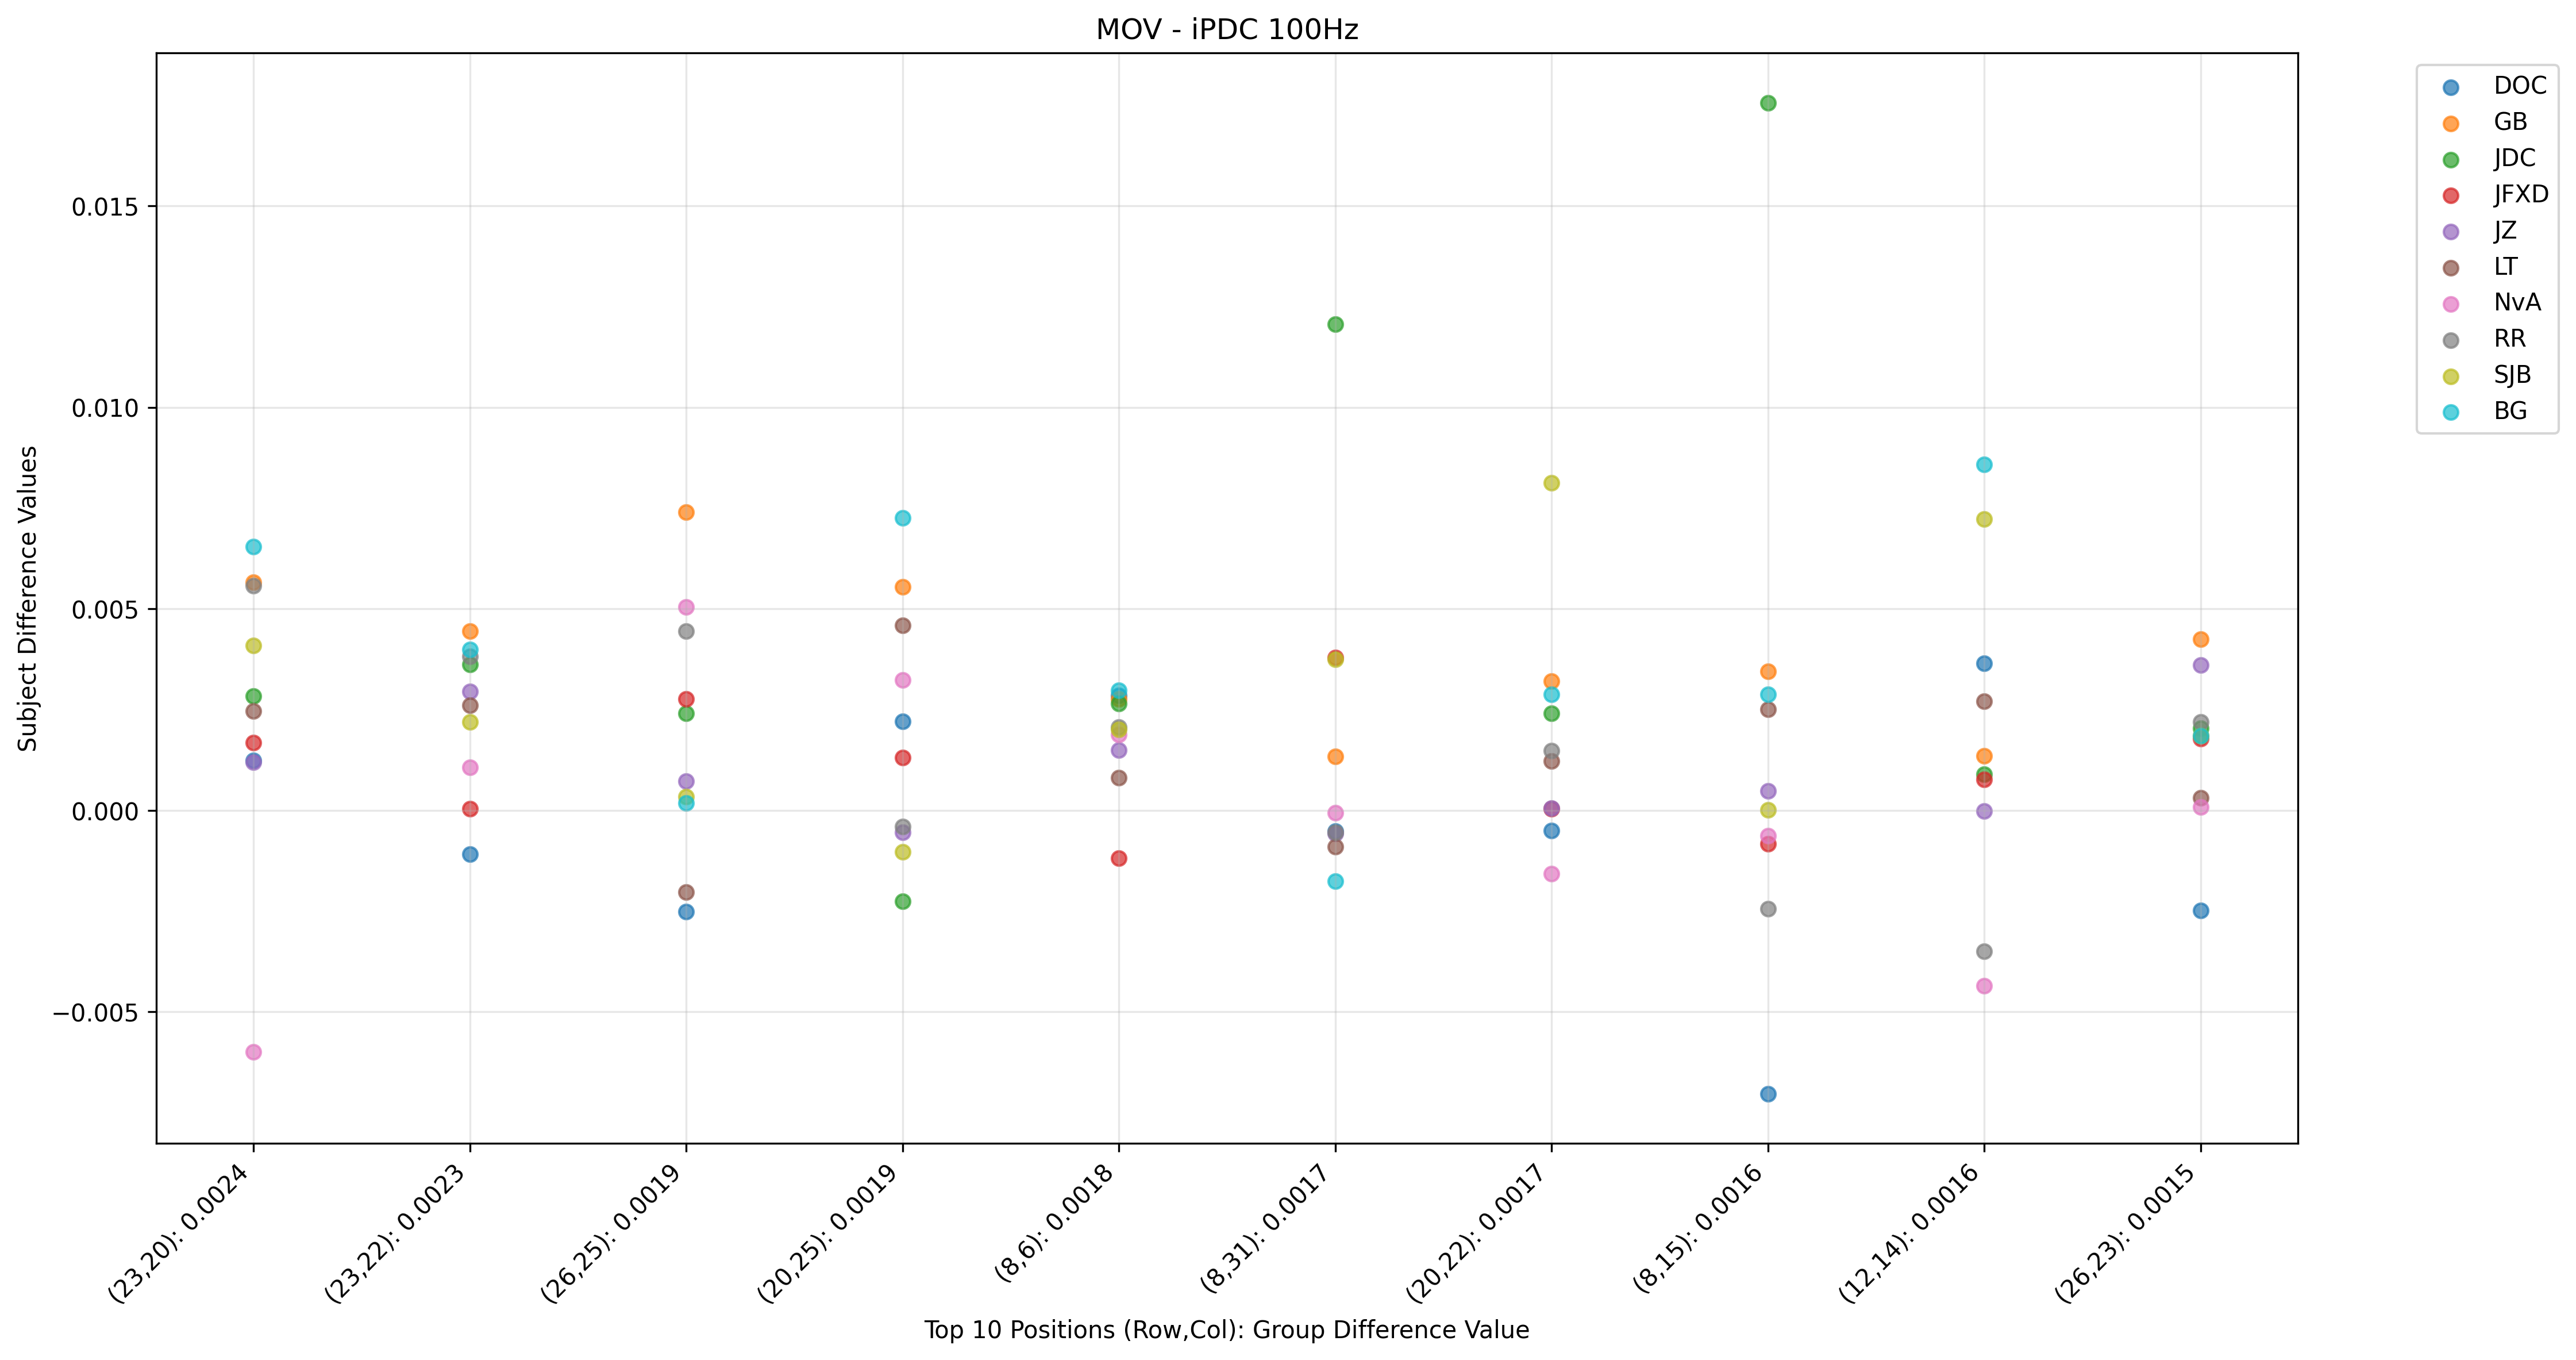 MOV - iPDC 100Hz
Subject Difference Values
0.015
0.010
0.005
0.000
−0.005
(23,20): 0.0024
(23,22): 0.0023
(26,25): 0.0019
(20,25): 0.0019
(8,6): 0.0018
(8,31): 0.0017
(20,22): 0.0017
(8,15): 0.0016
(12,14): 0.0016
(26,23): 0.0015
Top 10 Positions (Row,Col): Group Difference Value
DOC
GB
JDC
JFXD
JZ
LT
NvA
RR
SJB
BG